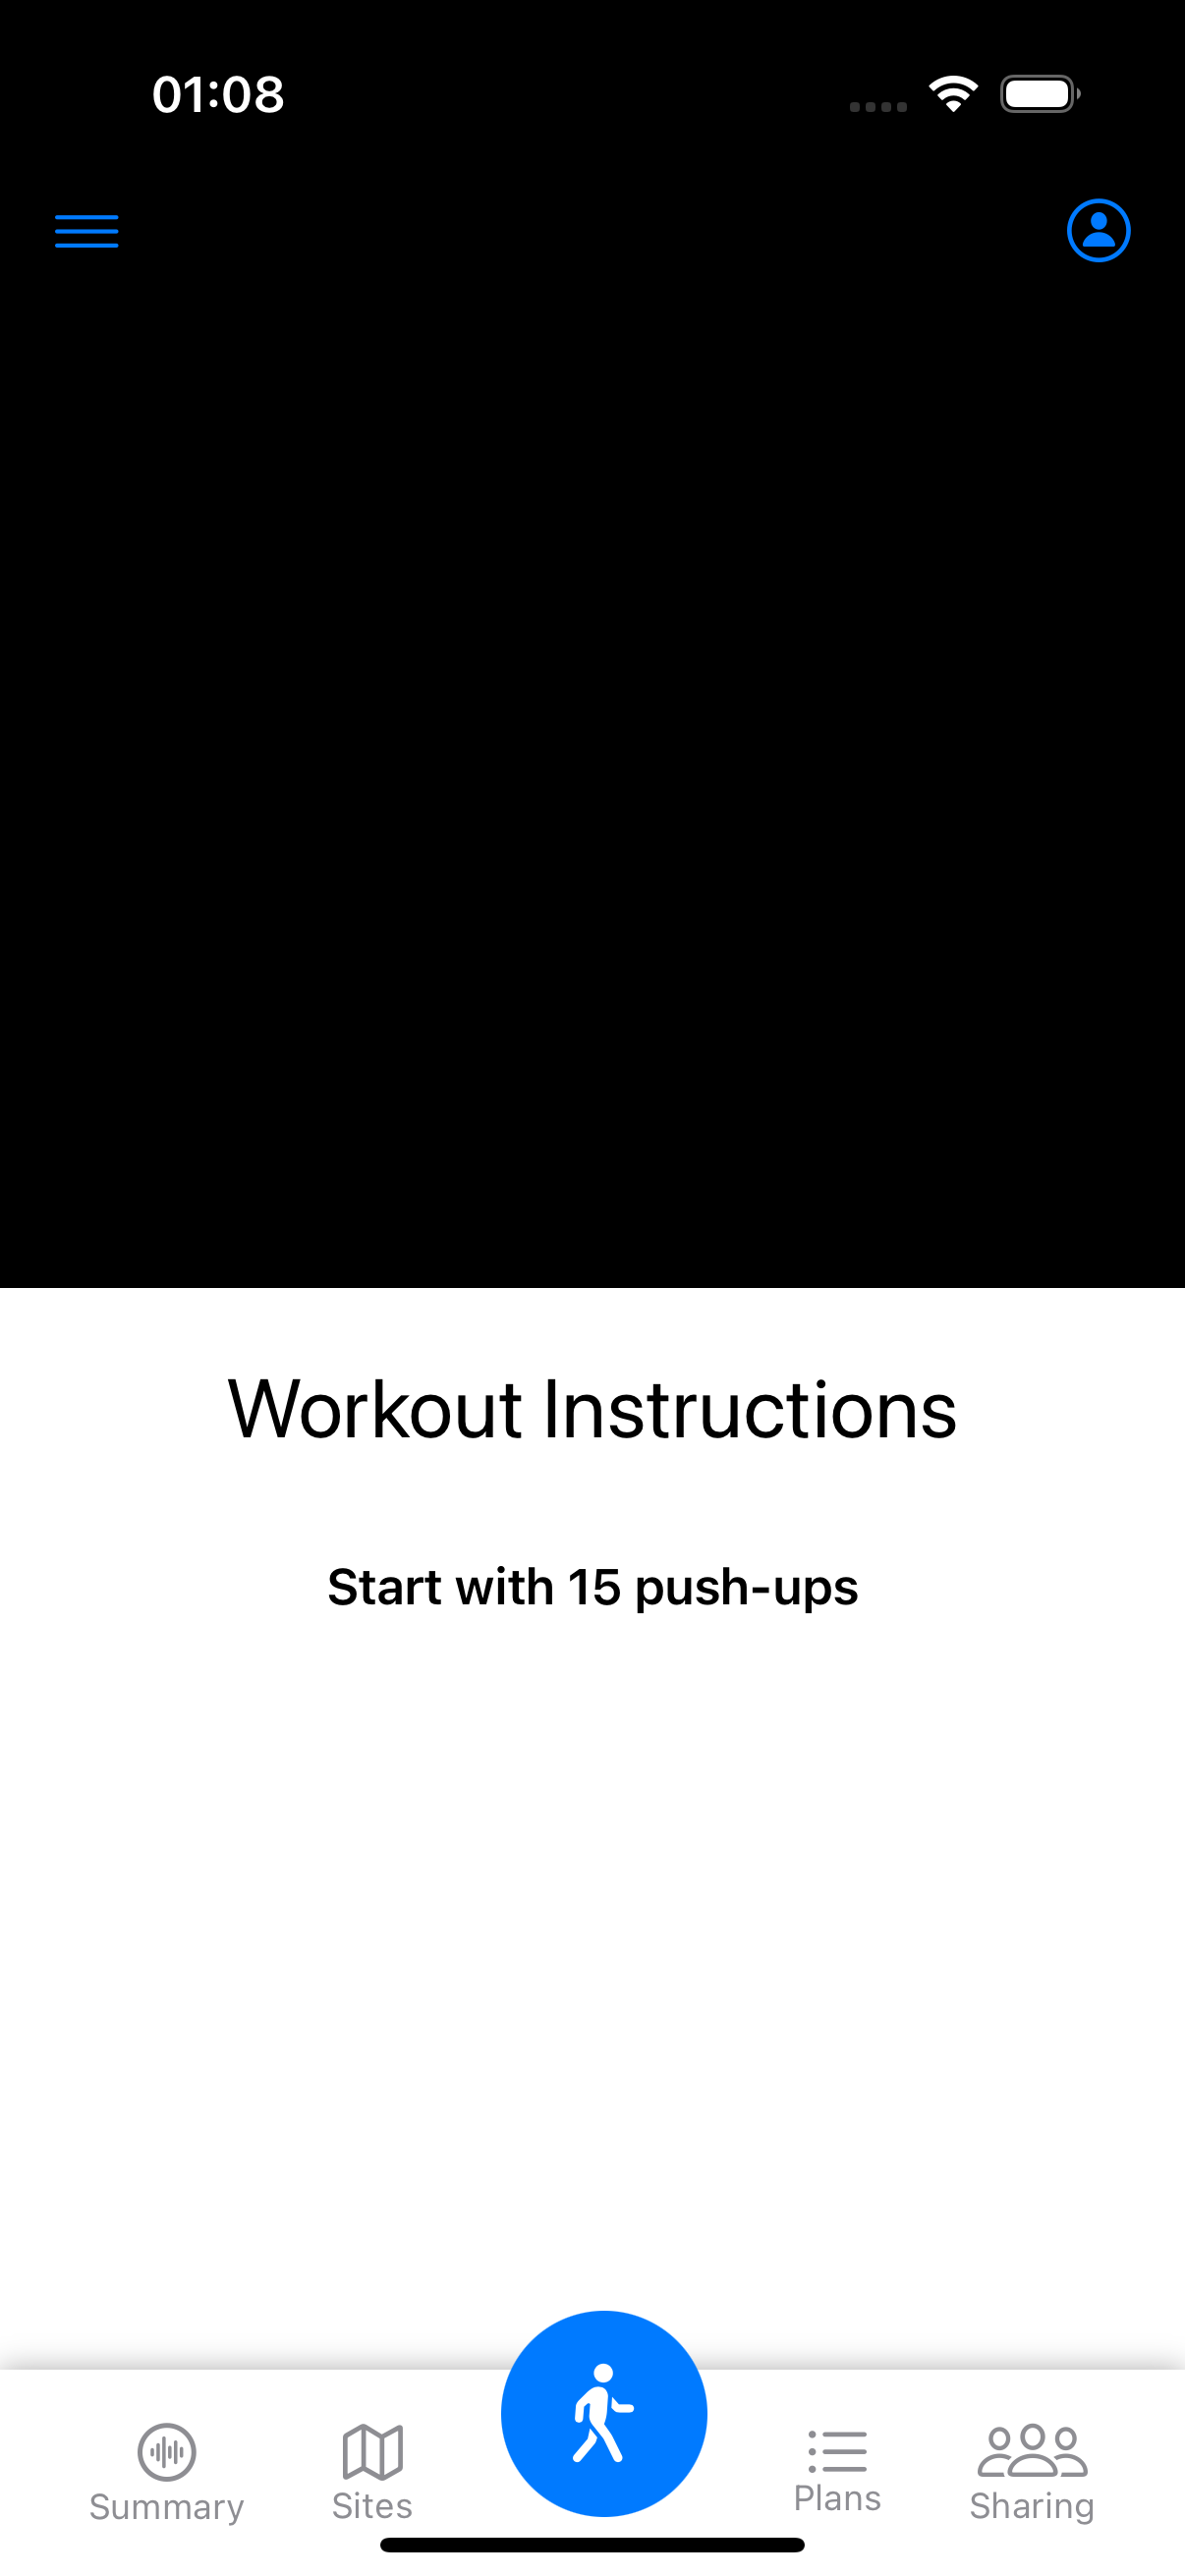 01:08
Workout Instructions
Start with 15 push-ups
Summary
Sites
Plans
Sharing